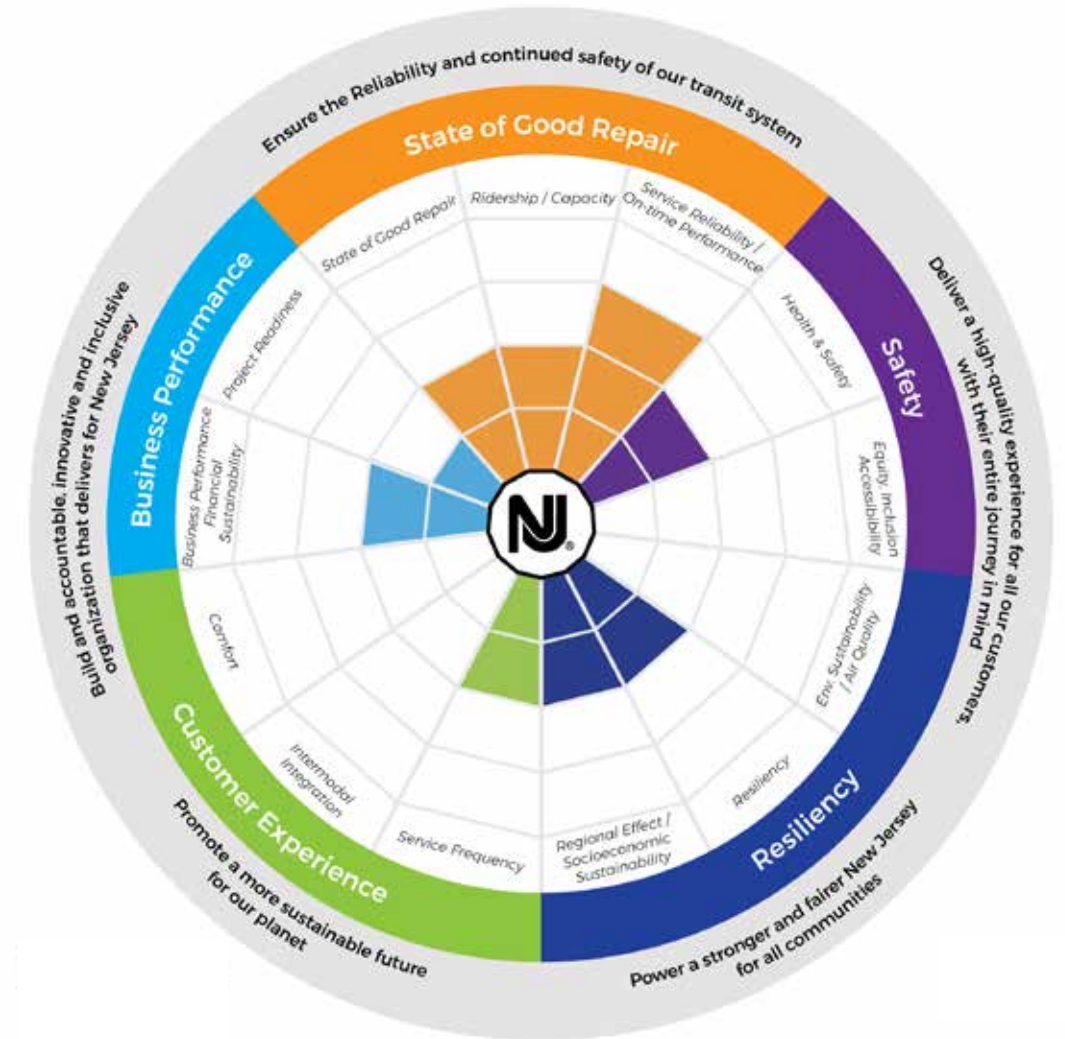 Ensure the Reliability and continued safety of our transit system
State of Good Repair
State of Good Repair
Ridership / Capacity
Service Reliability /
On-time Performance
Deliver a high-quality experience for all our customers,
with their entire journey in mind
Safety
Health & Safety
Equity, Inclusion
Accessibibility
Power a stronger and fairer New Jersey
for all communities
Resiliency
Env. Sustainability
/ Air Quality
Resiliency
Regional Effect /
Socioeconomic
Sustainability
Promote a more sustainable future
for our planet
Customer Experience
Service Frequency
Intermodal
Integration
Comfort
Build and accountable, innovative and inclusive
organization that delivers for New Jersey
Business Performance
Business Performance
Financial
Sustainability
Project Readiness
NJ®